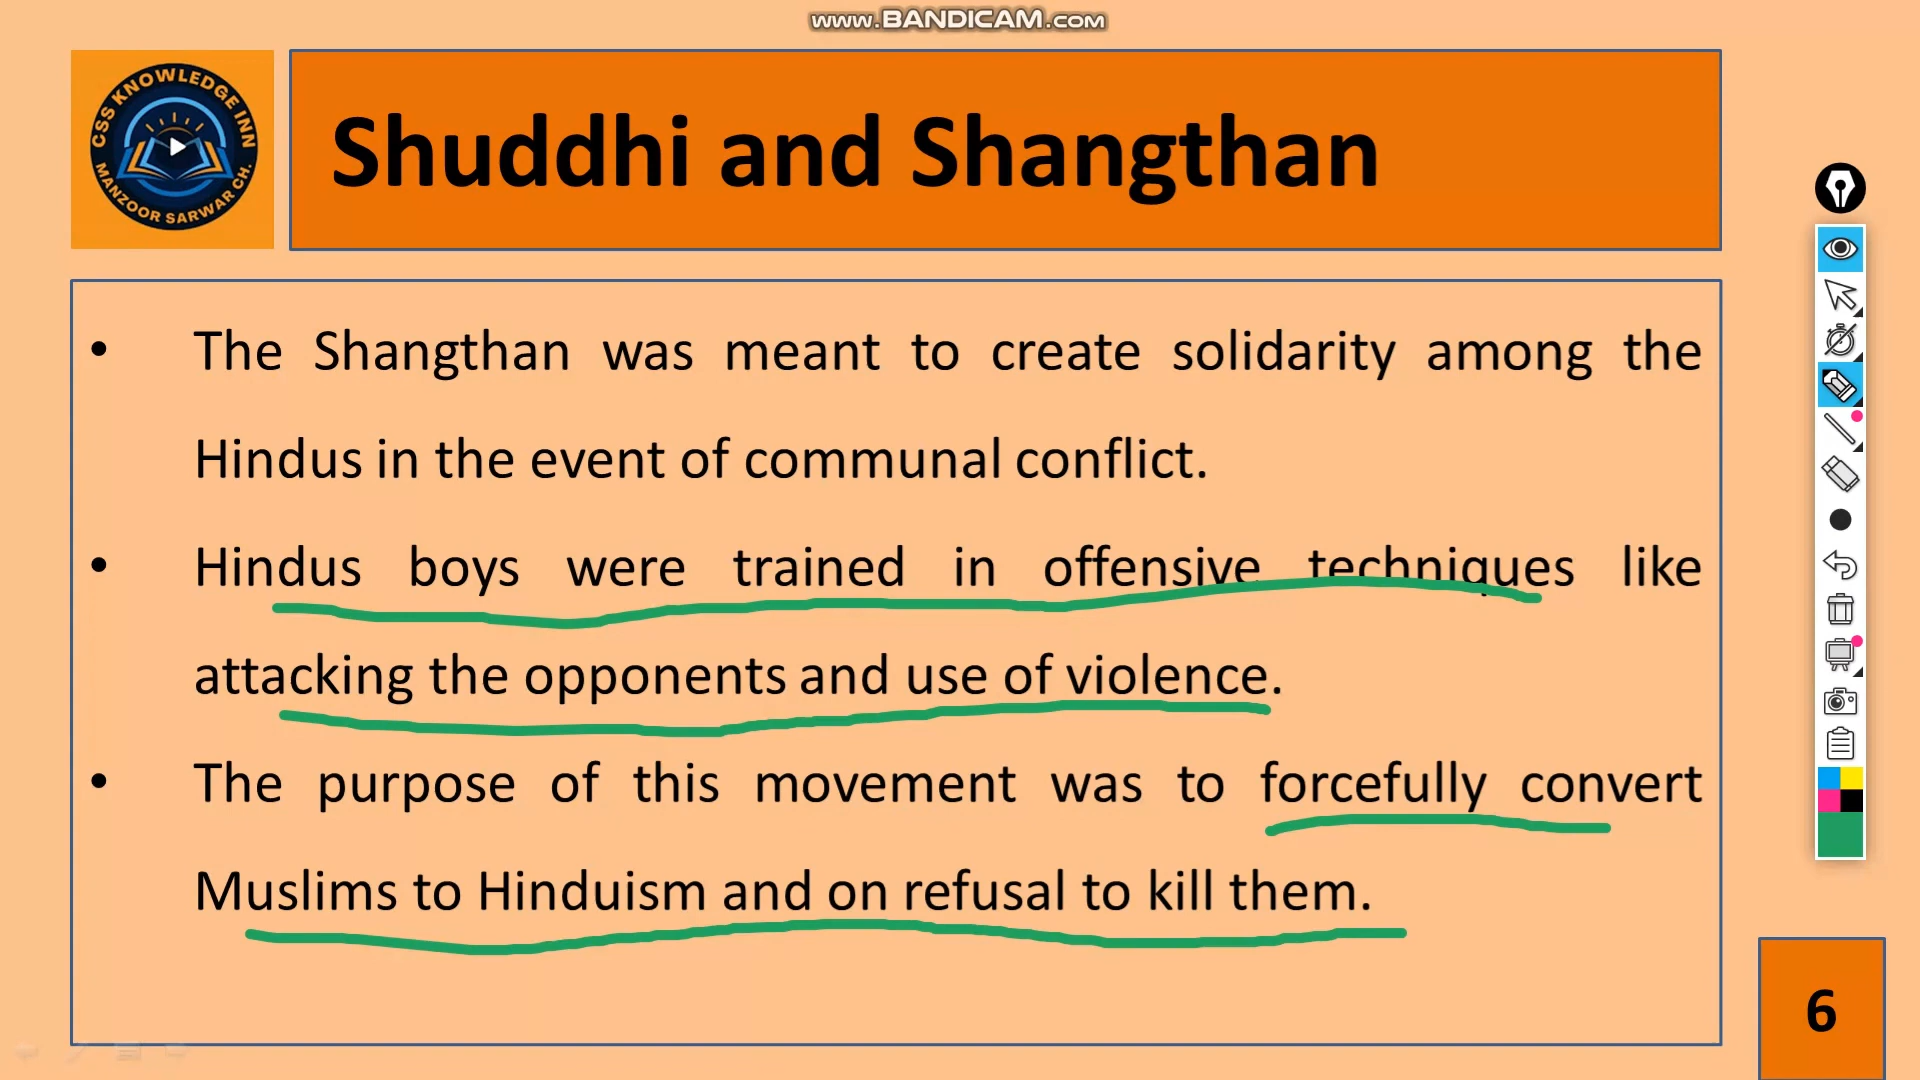 www.BANDICAM.com
CSS KNOWLEDGE INN
MANZOOR SARWAR CH.
Shuddhi and Shangthan
• The Shangthan was meant to create solidarity among the
Hindus in the event of communal conflict.
• Hindus boys were trained in offensive techniques like
attacking the opponents and use of violence.
• The purpose of this movement was to forcefully convert
Muslims to Hinduism and on refusal to kill them.
6